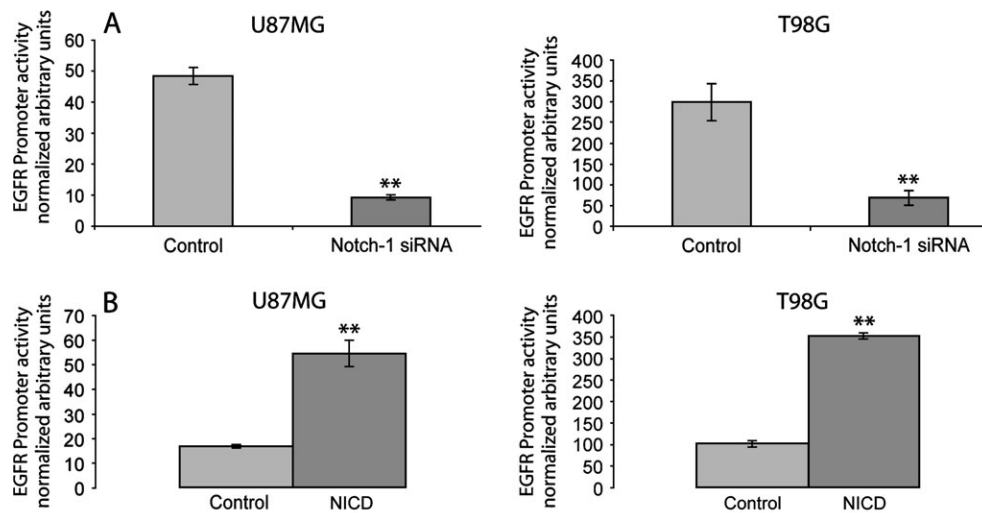 A
U87MG
EGFR Promoter activity
normalized arbitrary units
60
50
40
30
20
10
0
**
Control
Notch-1 siRNA
T98G
EGFR Promoter activity
normalized arbitrary units
400
350
300
250
200
150
100
50
0
**
Control
Notch-1 siRNA
B
U87MG
EGFR Promoter activity
normalized arbitrary units
70
60
50
40
30
20
10
0
**
Control
NICD
T98G
EGFR Promoter activity
normalized arbitrary units
400
350
300
250
200
150
100
50
0
**
Control
NICD